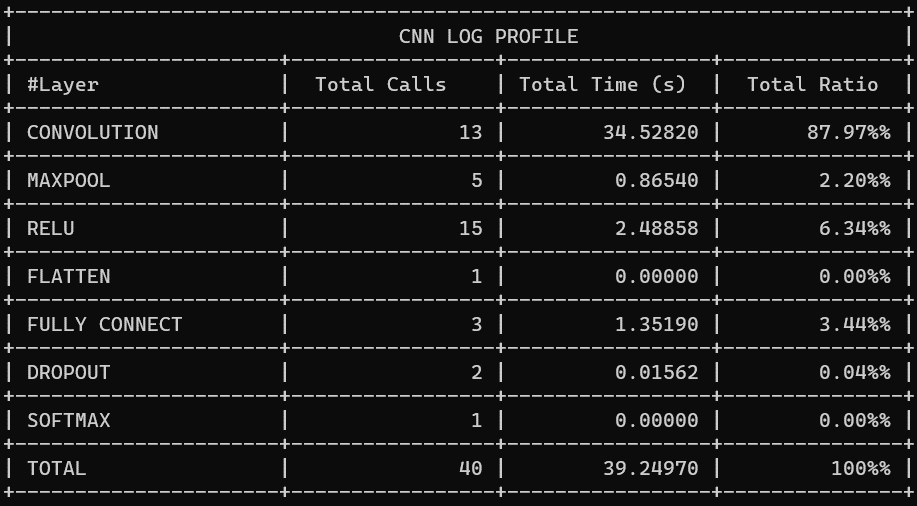 CNN LOG PROFILE
#Layer | Total Calls | Total Time (s) | Total Ratio
CONVOLUTION | 13 | 34.52820 | 87.97%%
MAXPOOL | 5 | 0.86540 | 2.20%%
RELU | 15 | 2.48858 | 6.34%%
FLATTEN | 1 | 0.00000 | 0.00%%
FULLY CONNECT | 3 | 1.35190 | 3.44%%
DROPOUT | 2 | 0.01562 | 0.04%%
SOFTMAX | 1 | 0.00000 | 0.00%%
TOTAL | 40 | 39.24970 | 100%%